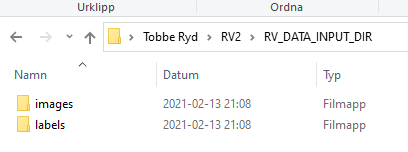 Urklipp Ordna
Tobbe Ryd > RV2 > RV_DATA_INPUT_DIR
Namn Datum Filtyp
images 2021-02-13 21:08 Filmapp
labels 2021-02-13 21:08 Filmapp